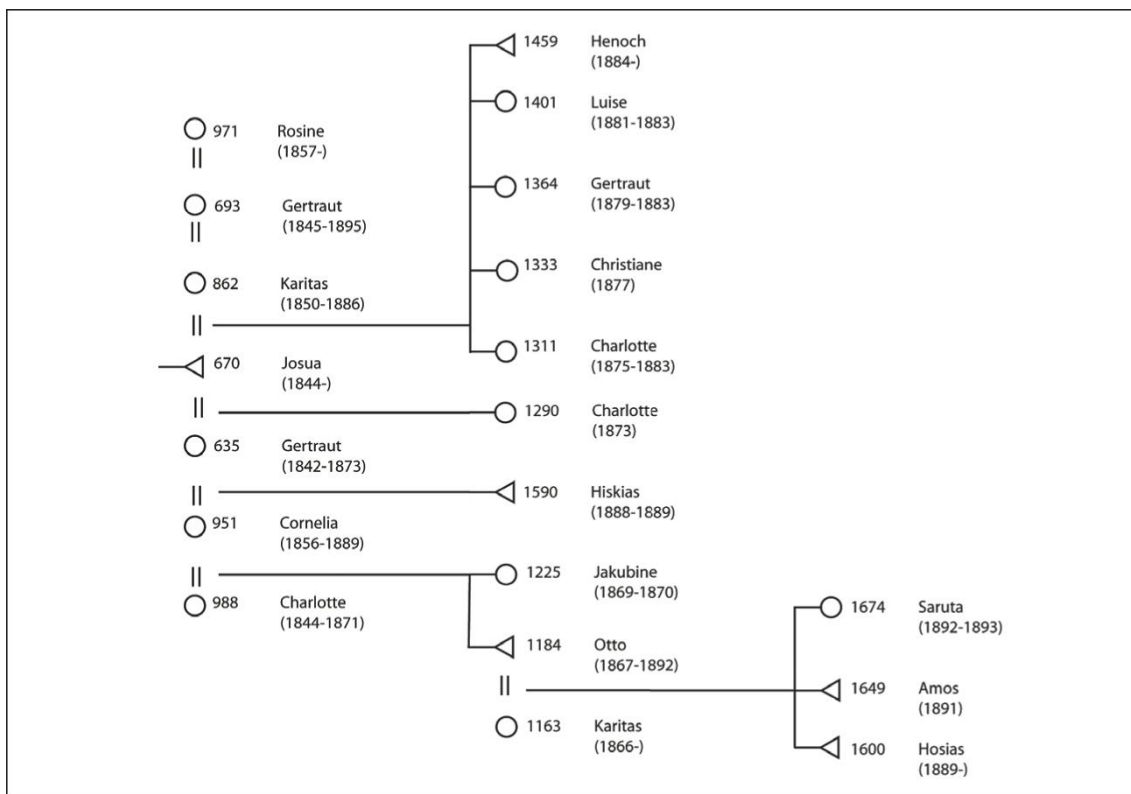 1459 Henoch
(1884-)
1401 Luise
(1881-1883)
971 Rosine
(1857-)
1364 Gertraut
(1879-1883)
693 Gertraut
(1845-1895)
1333 Christiane
(1877)
862 Karitas
(1850-1886)
1311 Charlotte
(1875-1883)
670 Josua
(1844-)
1290 Charlotte
(1873)
635 Gertraut
(1842-1873)
1590 Hiskias
(1888-1889)
951 Cornelia
(1856-1889)
1225 Jakubine
(1869-1870)
988 Charlotte
(1844-1871)
1674 Saruta
(1892-1893)
1184 Otto
(1867-1892)
1649 Amos
(1891)
1163 Karitas
(1866-)
1600 Hosias
(1889-)